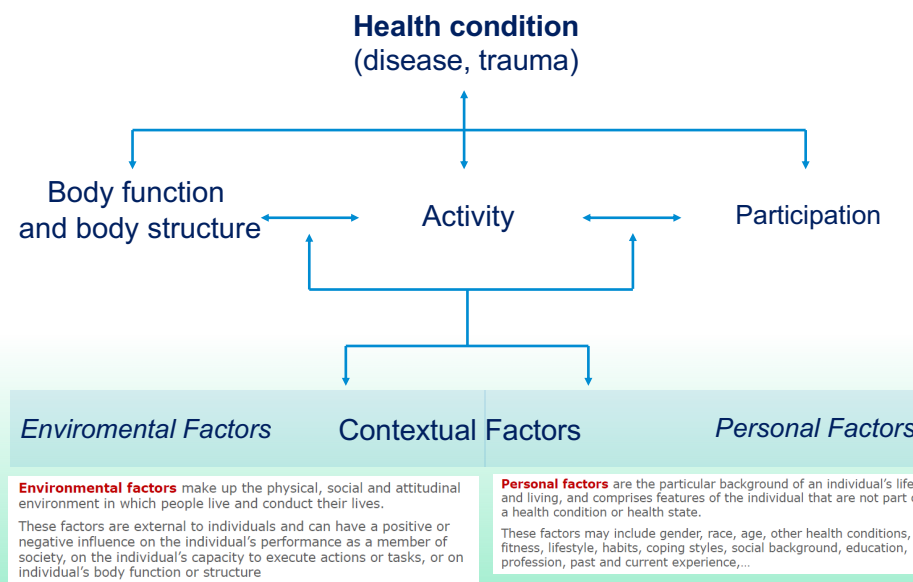 Health condition
(disease, trauma)
Body function
and body structure
Activity
Participation
Enviromental Factors
Contextual Factors
Personal Factors
Environmental factors make up the physical, social and attitudinal
environment in which people live and conduct their lives.
These factors are external to individuals and can have a positive or
negative influence on the individual's performance as a member of
society, on the individual's capacity to execute actions or tasks, or on
individual's body function or structure
Personal factors are the particular background of an individual's life
and living, and comprises features of the individual that are not part
a health condition or health state.
These factors may include gender, race, age, other health conditions,
fitness, lifestyle, habits, coping styles, social background, education,
profession, past and current experience,...